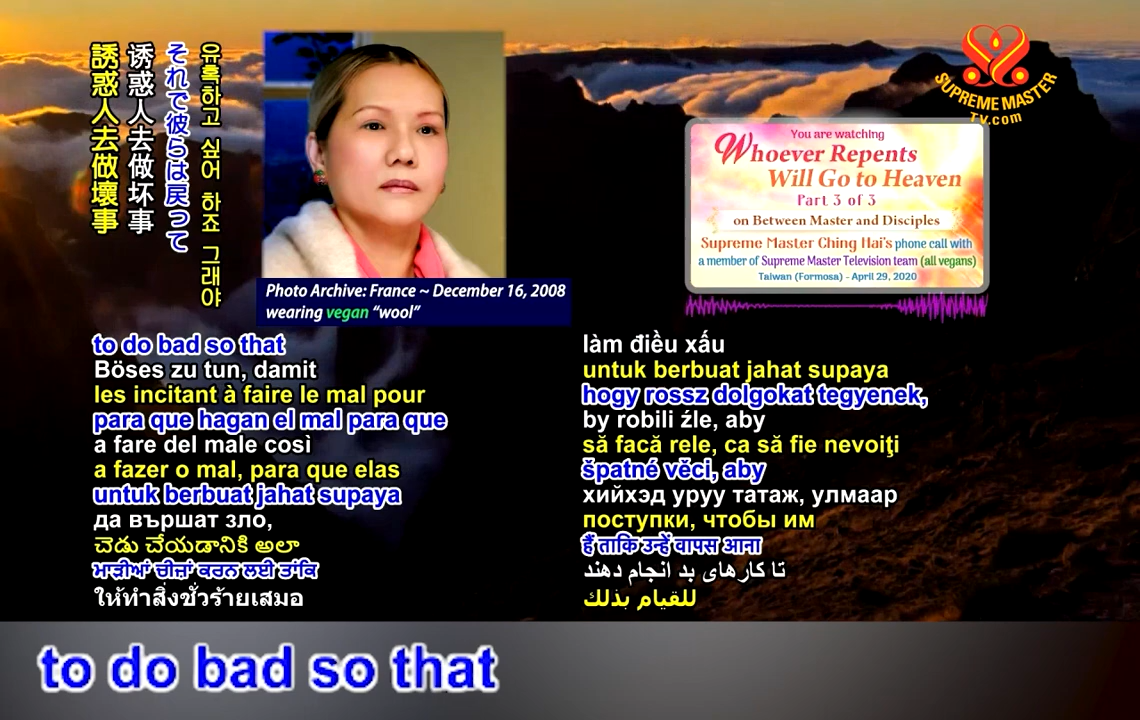 誘惑人去做壞事
诱惑人去做坏事
それで彼らは戻って
유혹하고 싶어 하죠 그래야
SUPREME MASTER
TV.com
You are watching
Whoever Repents
Will Go to Heaven
Part 3 of 3
on Between Master and Disciples
Supreme Master Ching Hai's phone call with
a member of Supreme Master Television team (all vegans)
Taiwan (Formosa) - April 29, 2020
Photo Archive: France ~ December 16, 2008
wearing vegan “wool”
to do bad so that
Böses zu tun, damit
les incitant à faire le mal pour
para que hagan el mal para que
a fare del male così
a fazer o mal, para que elas
untuk berbuat jahat supaya
да вършат зло,
చెడు చేయడానికి అలా
ਮਾੜੀਆਂ ਚੀਜ਼ਾਂ ਕਰਨ ਲਈ ਤਾਂਕਿ
ให้ทำสิ่งชั่วร้ายเสมอ
làm điều xấu
untuk berbuat jahat supaya
hogy rossz dolgokat tegyenek,
by robili źle, aby
să facă rele, ca să fie nevoiţi
špatné věci, aby
хийхэд уруу татаж, улмаар
поступки, чтобы им
हैं ताकि उन्हें वापस आना
تا کارهای بد انجام دهند
للقيام بذلك
to do bad so that